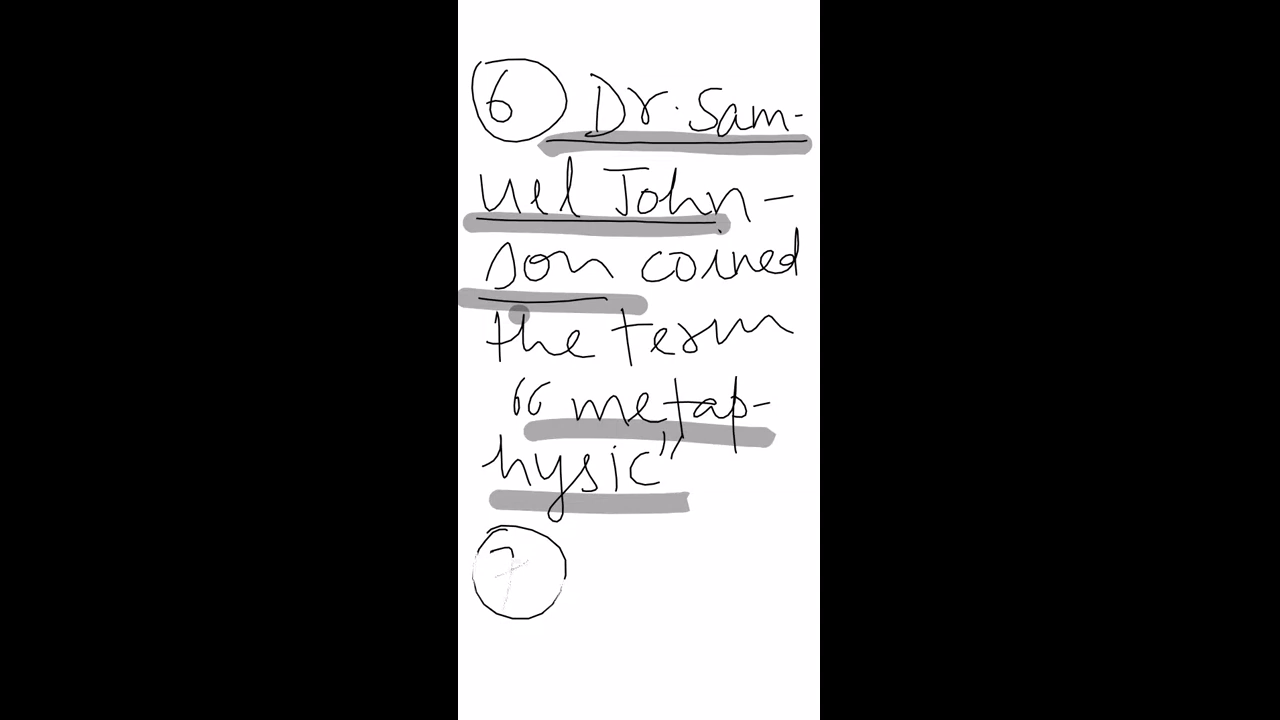 6 Dr. Sam-
uel John-
son coined
the term
“metap-
hysic”
7